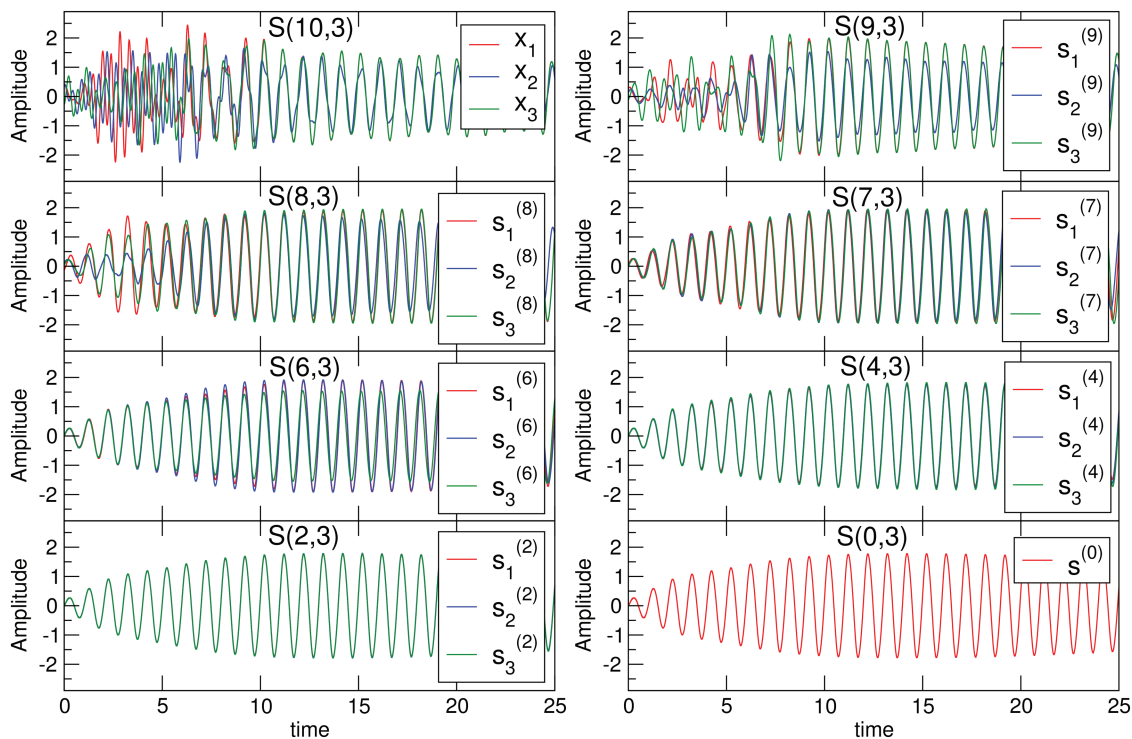 S(10,3)
Amplitude
2
1
0
-1
-2
x1
x2
x3
S(9,3)
Amplitude
2
1
0
-1
-2
s1(9)
s2(9)
s3(9)
S(8,3)
Amplitude
2
1
0
-1
-2
s1(8)
s2(8)
s3(8)
S(7,3)
Amplitude
2
1
0
-1
-2
s1(7)
s2(7)
s3(7)
S(6,3)
Amplitude
2
1
0
-1
-2
s1(6)
s2(6)
s3(6)
S(4,3)
Amplitude
2
1
0
-1
-2
s1(4)
s2(4)
s3(4)
S(2,3)
Amplitude
2
1
0
-1
-2
s1(2)
s2(2)
s3(2)
0 5 10 15 20 25
time
S(0,3)
Amplitude
2
1
0
-1
-2
s(0)
0 5 10 15 20 25
time